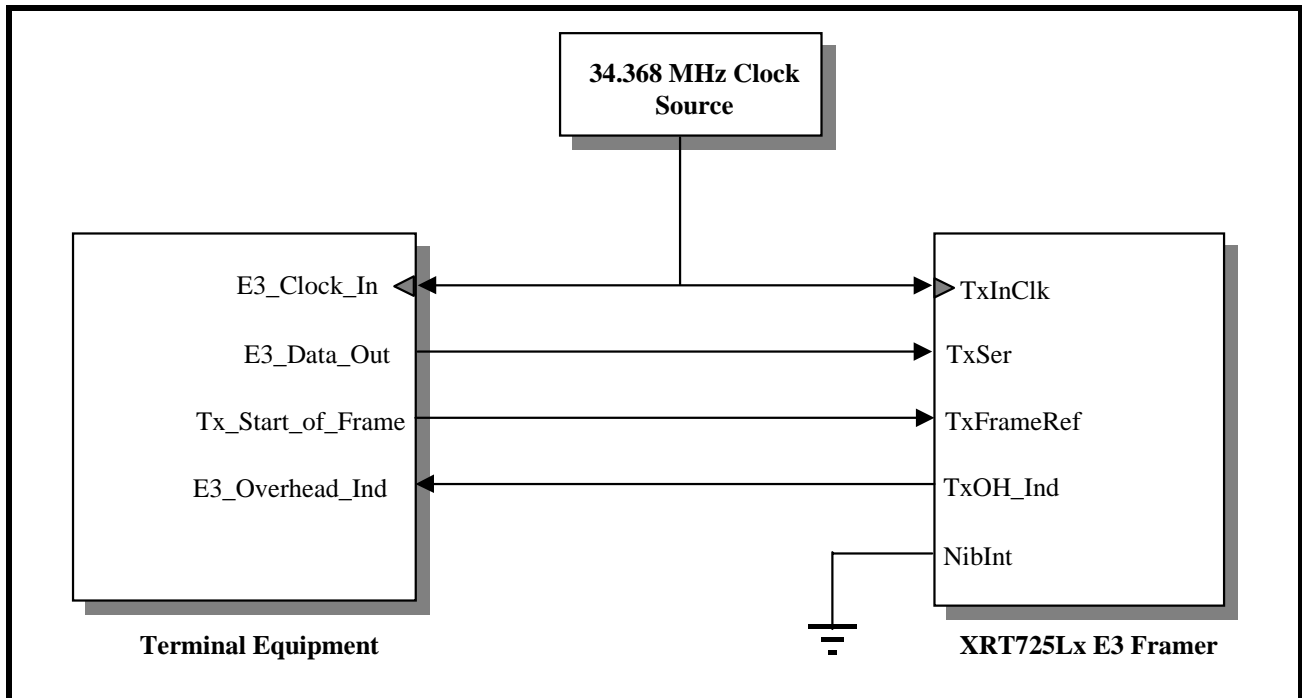 34.368 MHz Clock
Source
E3_Clock_In
TxInClk
E3_Data_Out
TxSer
Tx_Start_of_Frame
TxFrameRef
E3_Overhead_Ind
TxOH_Ind
NibInt
Terminal Equipment
XRT725Lx E3 Framer